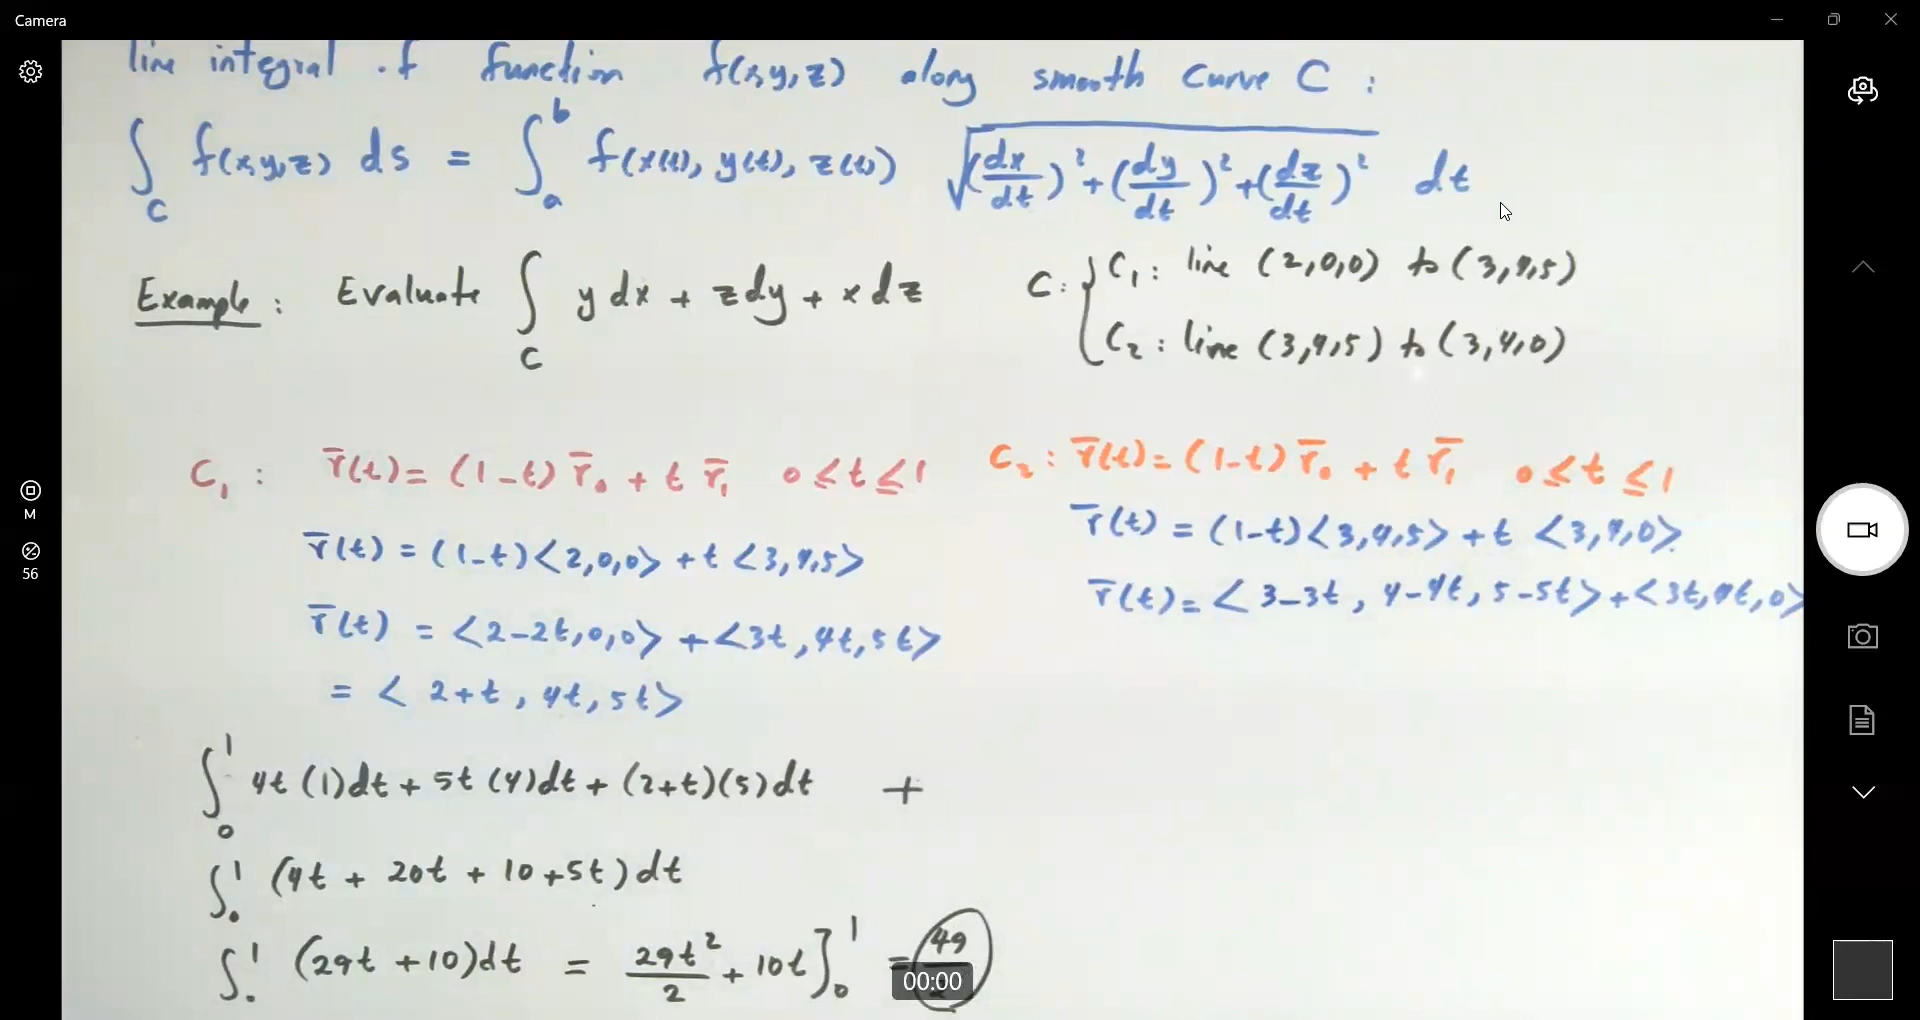 Camera
line integral of function f(x,y,z) along smooth curve C :
∫_C f(x,y,z) ds = ∫_a^b f(x(t), y(t), z(t)) √((dx/dt)² + (dy/dt)² + (dz/dt)²) dt
Example : Evaluate ∫_C y dx + z dy + x dz
C : { C₁ : line (2,0,0) to (3,4,5)
C₂ : line (3,4,5) to (3,4,0)
C₁ : r̄(t) = (1-t) r̄₀ + t r̄₁ 0 ≤ t ≤ 1
r̄(t) = (1-t)<2,0,0> + t <3,4,5>
r̄(t) = <2-2t,0,0> + <3t,4t,5t>
= < 2+t , 4t, 5t>
C₂ : r̄(t) = (1-t) r̄₀ + t r̄₁ 0 ≤ t ≤ 1
r̄(t) = (1-t)<3,4,5> + t <3,4,0>
r̄(t) = < 3-3t, 4-4t, 5-5t> + <3t,4t,0>
∫₀¹ 4t (1)dt + 5t (4)dt + (2+t)(5)dt +
∫₀¹ (4t + 20t + 10 + 5t) dt
∫₀¹ (29t + 10)dt = 29t²/2 + 10t ]₀¹ = 49
00:00
M
56